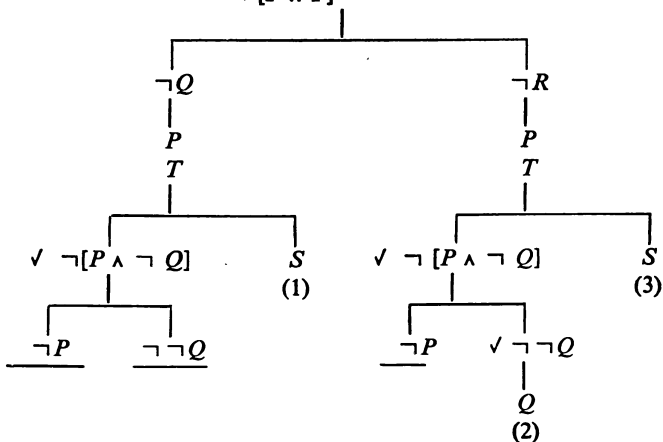 ¬Q ¬R
P P
T T
√ ¬[P ∧ ¬ Q] S √ ¬ [P ∧ ¬ Q] S
(1) (3)
¬P ¬ ¬Q ¬P √ ¬ ¬Q
Q
(2)